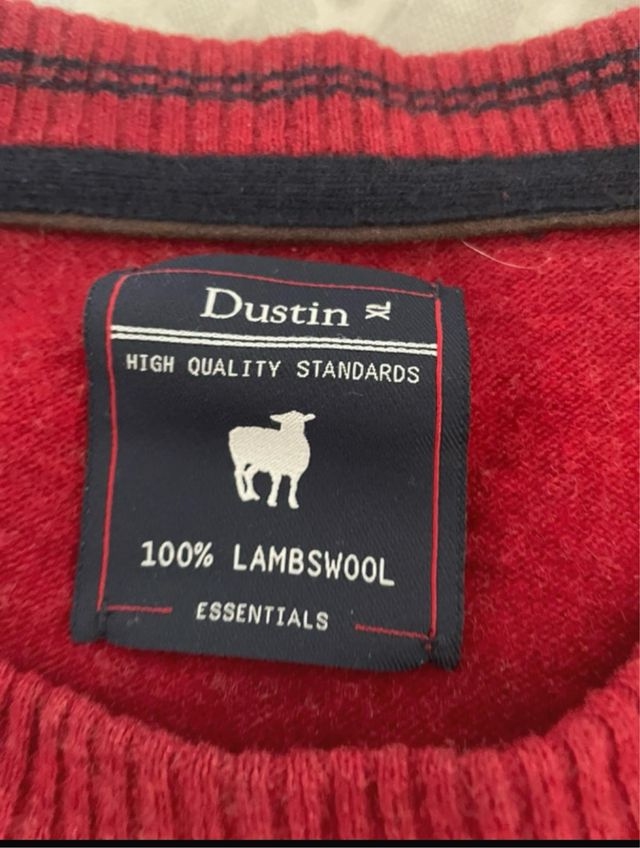 Dustin XL
HIGH QUALITY STANDARDS
100% LAMBSWOOL
ESSENTIALS